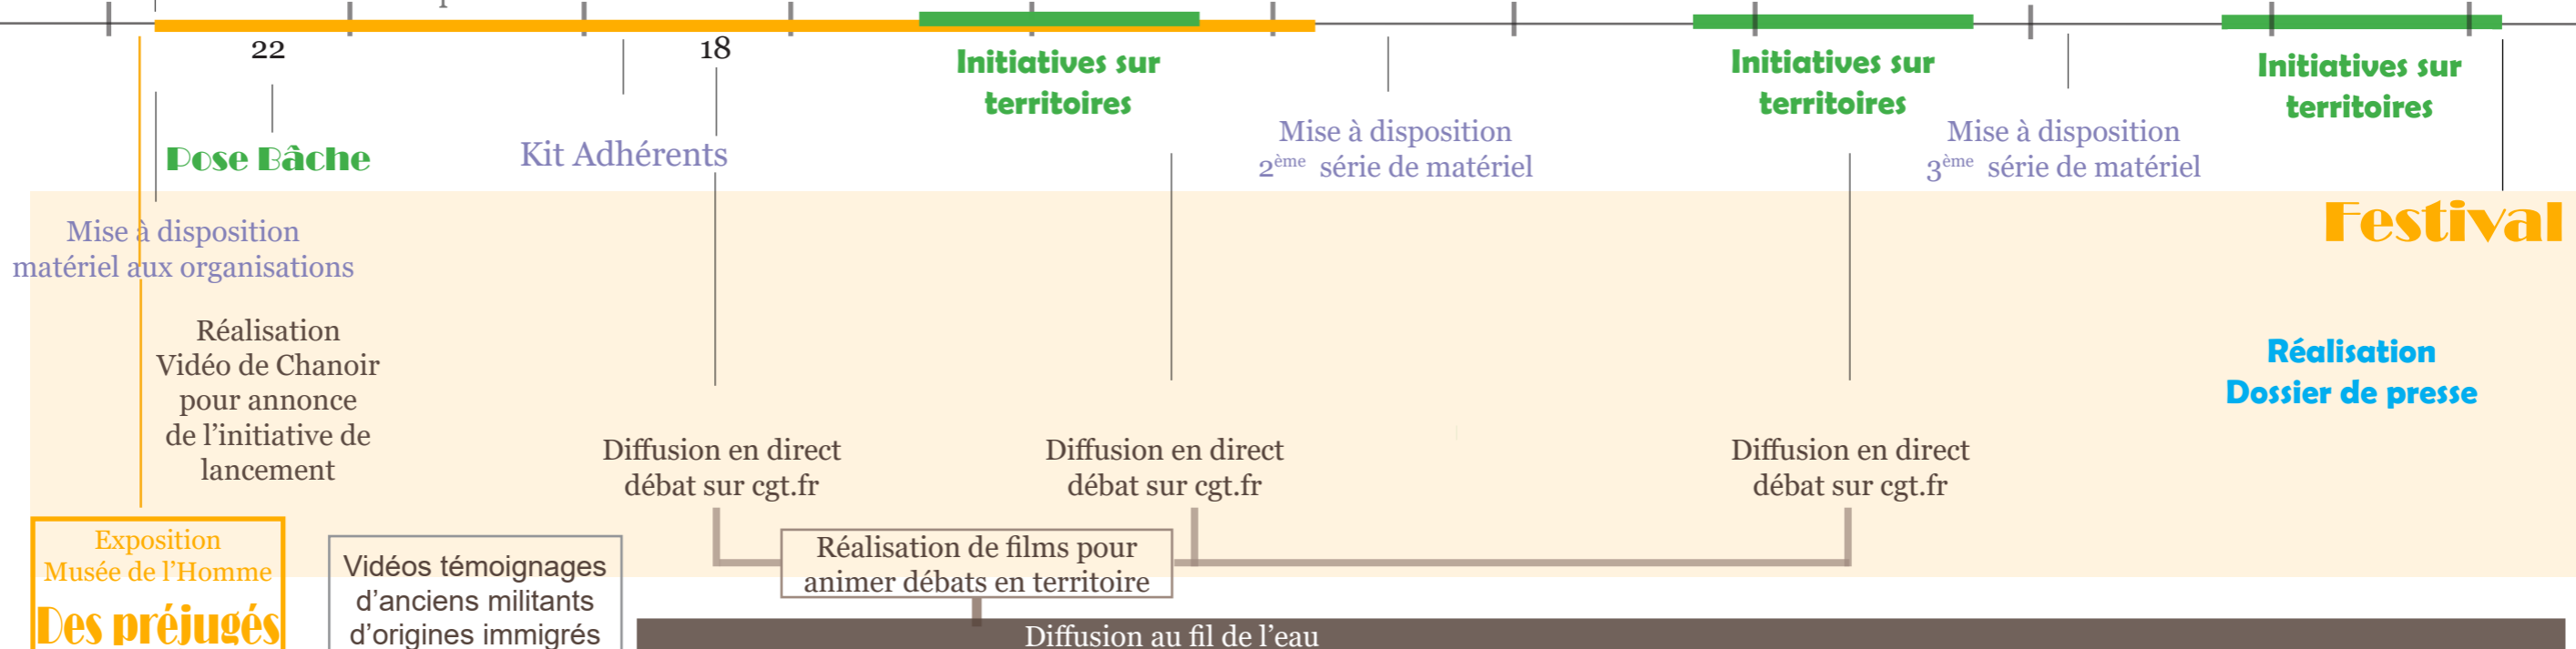 22
18
Initiatives sur
territoires
Initiatives sur
territoires
Initiatives sur
territoires
Pose Bâche
Kit Adhérents
Mise à disposition
2ème série de matériel
Mise à disposition
3ème série de matériel
Festival
Mise à disposition
matériel aux organisations
Réalisation
Vidéo de Chanoir
pour annonce
de l’initiative de
lancement
Réalisation
Dossier de presse
Diffusion en direct
débat sur cgt.fr
Diffusion en direct
débat sur cgt.fr
Diffusion en direct
débat sur cgt.fr
Exposition
Musée de l’Homme
Des préjugés
Vidéos témoignages
d’anciens militants
d’origines immigrés
Réalisation de films pour
animer débats en territoire
Diffusion au fil de l’eau